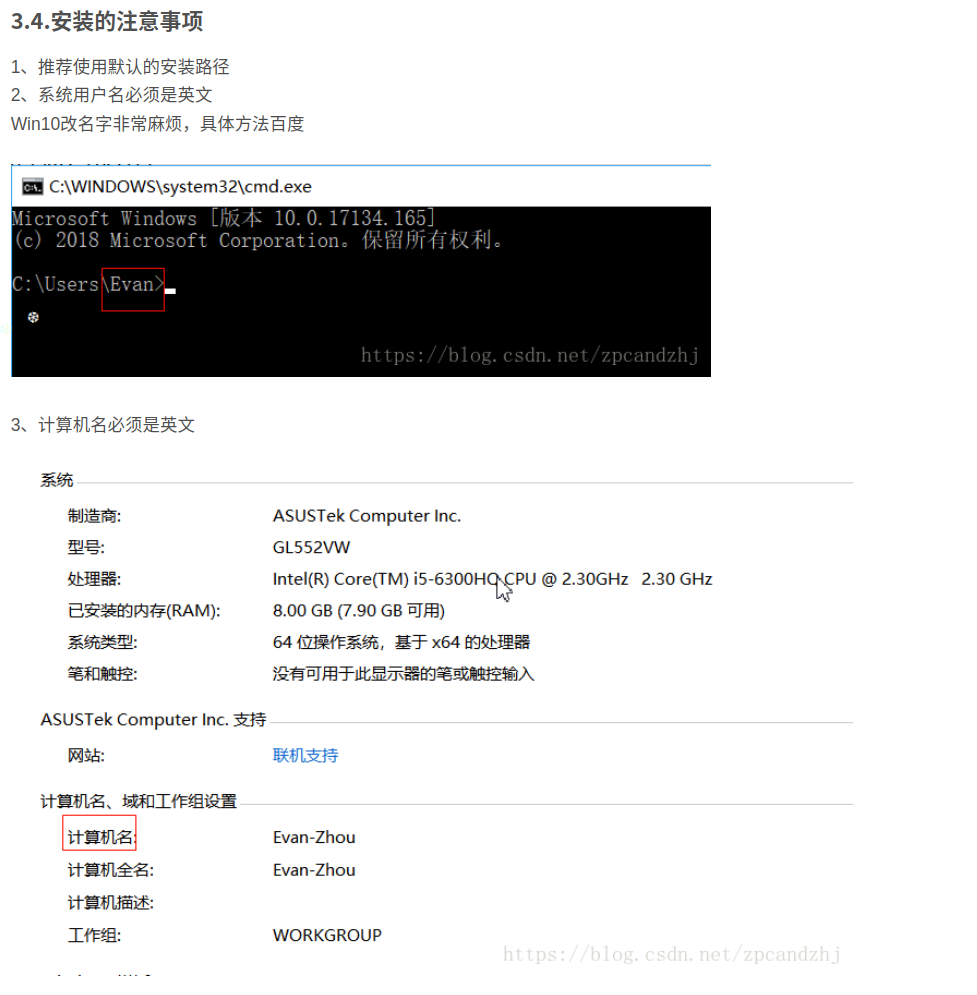 3.4.安装的注意事项
1、推荐使用默认的安装路径
2、系统用户名必须是英文
Win10改名字非常麻烦，具体方法百度
C:\WINDOWS\system32\cmd.exe
Microsoft Windows [版本 10.0.17134.165]
(c) 2018 Microsoft Corporation。保留所有权利。
C:\Users\Evan>
https://blog.csdn.net/zpcandzhj
3、计算机名必须是英文
系统
制造商: ASUSTek Computer Inc.
型号: GL552VW
处理器: Intel(R) Core(TM) i5-6300HQ CPU @ 2.30GHz 2.30 GHz
已安装的内存(RAM): 8.00 GB (7.90 GB 可用)
系统类型: 64 位操作系统，基于 x64 的处理器
笔和触控: 没有可用于此显示器的笔或触控输入
ASUSTek Computer Inc. 支持
网站: 联机支持
计算机名、域和工作组设置
计算机名: Evan-Zhou
计算机全名: Evan-Zhou
计算机描述:
工作组: WORKGROUP
https://blog.csdn.net/zpcandzhj